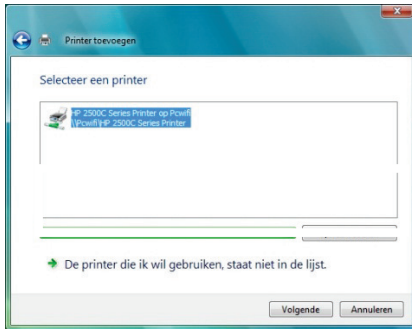 Printer toevoegen
Selecteer een printer
HP 2500C Series Printer op Pcwifi
\\Pcwifi\HP 2500C Series Printer
De printer die ik wil gebruiken, staat niet in de lijst.
Volgende
Annuleren